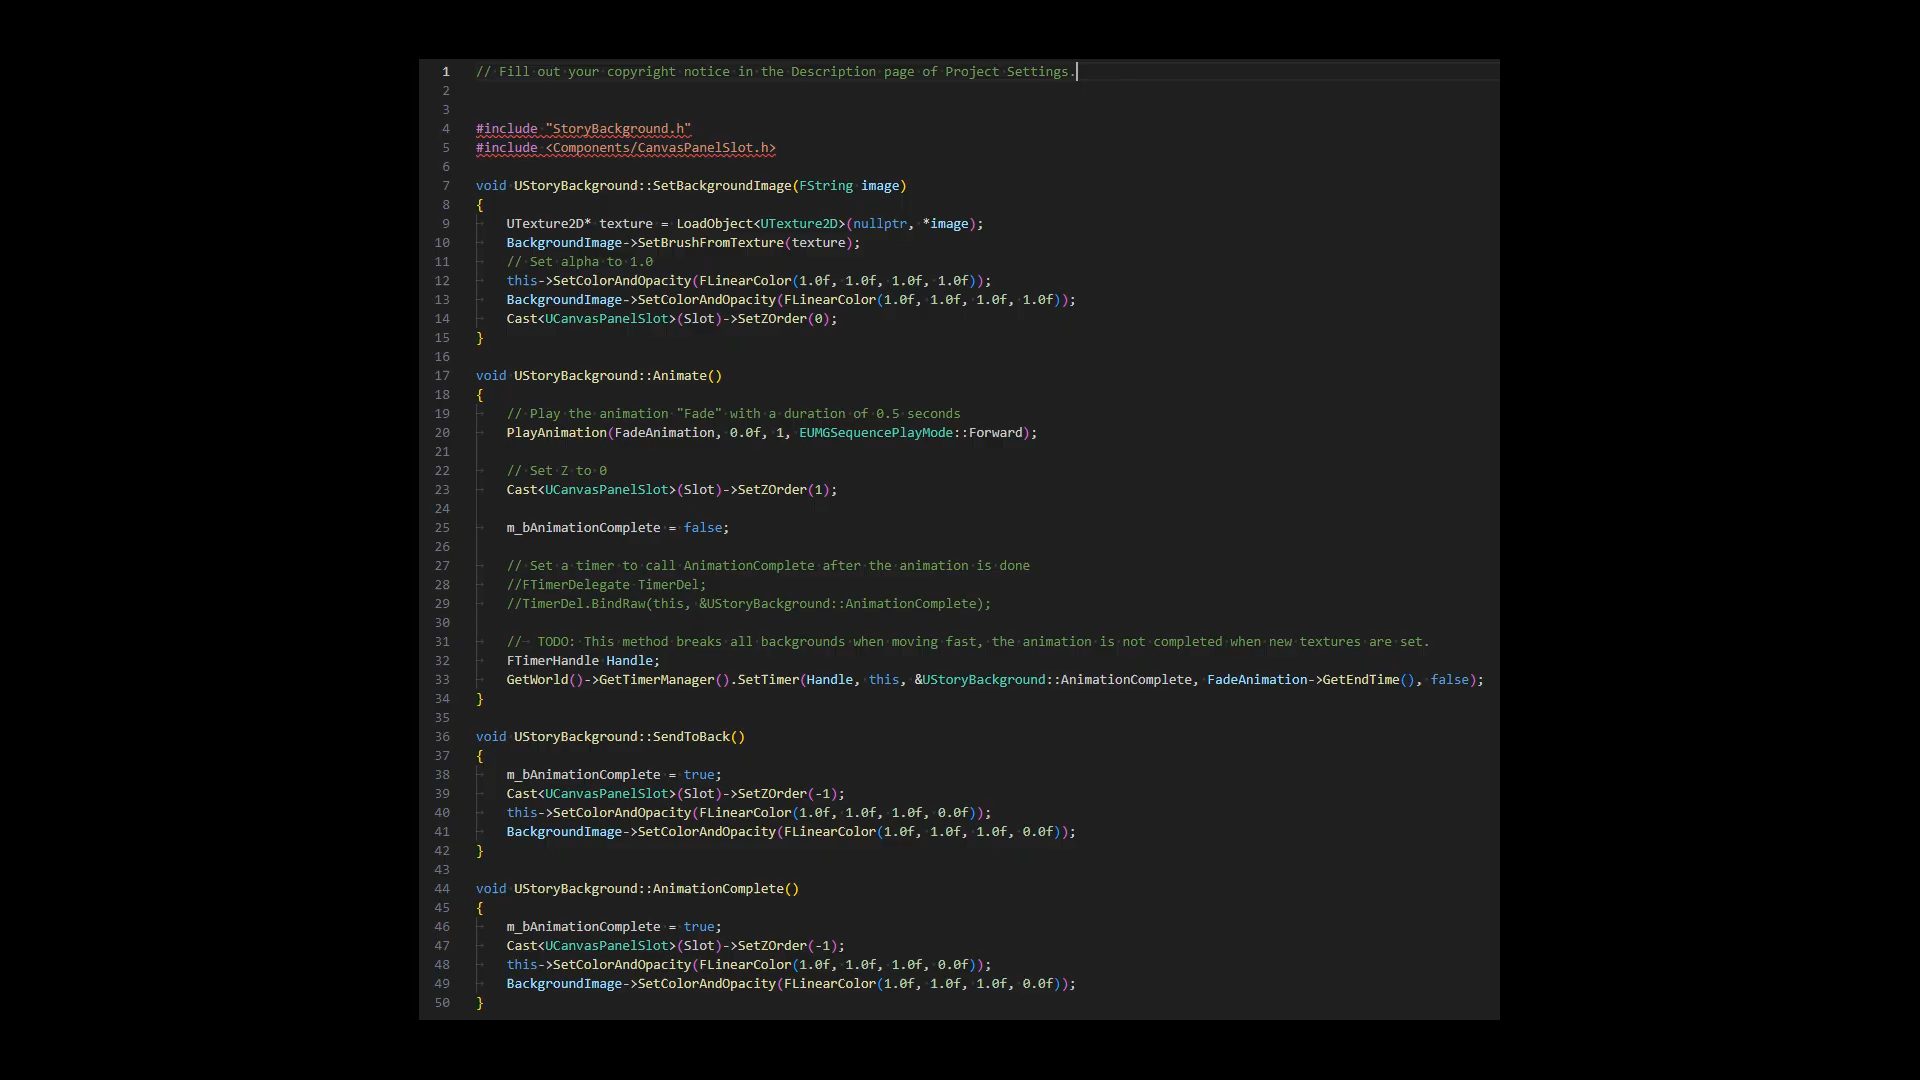 1 // Fill out your copyright notice in the Description page of Project Settings.
2
3
4 #include "StoryBackground.h"
5 #include <Components/CanvasPanelSlot.h>
6
7 void UStoryBackground::SetBackgroundImage(FString image)
8 {
9 UTexture2D* texture = LoadObject<UTexture2D>(nullptr, *image);
10 BackgroundImage->SetBrushFromTexture(texture);
11 // Set alpha to 1.0
12 this->SetColorAndOpacity(FLinearColor(1.0f, 1.0f, 1.0f, 1.0f));
13 BackgroundImage->SetColorAndOpacity(FLinearColor(1.0f, 1.0f, 1.0f, 1.0f));
14 Cast<UCanvasPanelSlot>(Slot)->SetZOrder(0);
15 }
16
17 void UStoryBackground::Animate()
18 {
19 // Play the animation "Fade" with a duration of 0.5 seconds
20 PlayAnimation(FadeAnimation, 0.0f, 1, EUMGSequencePlayMode::Forward);
21
22 // Set Z to 0
23 Cast<UCanvasPanelSlot>(Slot)->SetZOrder(1);
24
25 m_bAnimationComplete = false;
26
27 // Set a timer to call AnimationComplete after the animation is done
28 //FTimerDelegate TimerDel;
29 //TimerDel.BindRaw(this, &UStoryBackground::AnimationComplete);
30
31 // TODO: This method breaks all backgrounds when moving fast, the animation is not completed when new textures are set.
32 FTimerHandle Handle;
33 GetWorld()->GetTimerManager().SetTimer(Handle, this, &UStoryBackground::AnimationComplete, FadeAnimation->GetEndTime(), false);
34 }
35
36 void UStoryBackground::SendToBack()
37 {
38 m_bAnimationComplete = true;
39 Cast<UCanvasPanelSlot>(Slot)->SetZOrder(-1);
40 this->SetColorAndOpacity(FLinearColor(1.0f, 1.0f, 1.0f, 0.0f));
41 BackgroundImage->SetColorAndOpacity(FLinearColor(1.0f, 1.0f, 1.0f, 0.0f));
42 }
43
44 void UStoryBackground::AnimationComplete()
45 {
46 m_bAnimationComplete = true;
47 Cast<UCanvasPanelSlot>(Slot)->SetZOrder(-1);
48 this->SetColorAndOpacity(FLinearColor(1.0f, 1.0f, 1.0f, 0.0f));
49 BackgroundImage->SetColorAndOpacity(FLinearColor(1.0f, 1.0f, 1.0f, 0.0f));
50 }